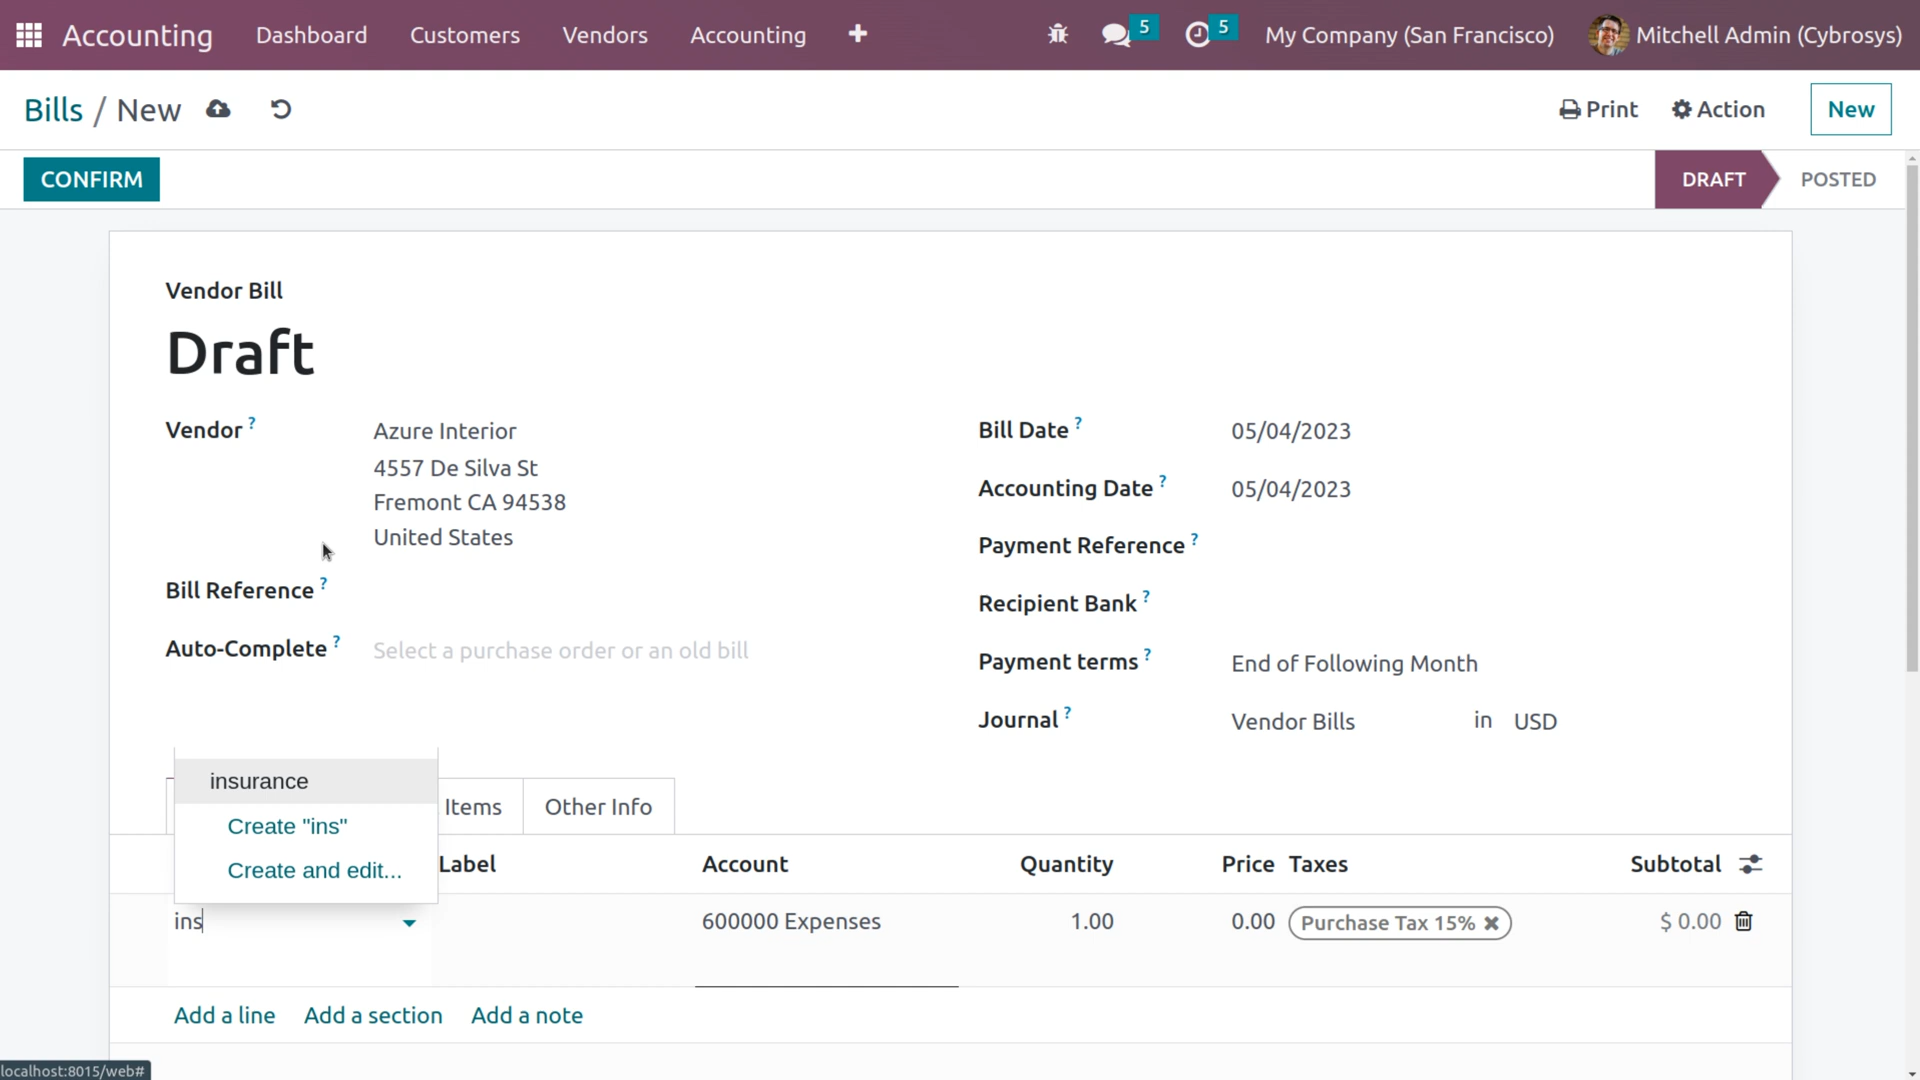 Accounting Dashboard Customers Vendors Accounting 5 5 My Company (San Francisco) Mitchell Admin (Cybrosys)
Bills / New Print Action New
CONFIRM DRAFT POSTED
Vendor Bill
Draft
Vendor ? Azure Interior
4557 De Silva St
Fremont CA 94538
United States
Bill Reference ?
Auto-Complete ? Select a purchase order or an old bill
Bill Date ? 05/04/2023
Accounting Date ? 05/04/2023
Payment Reference ?
Recipient Bank ?
Payment terms ? End of Following Month
Journal ? Vendor Bills in USD
insurance
Create "ins"
Create and edit...
Items Other Info
Label Account Quantity Price Taxes Subtotal
ins 600000 Expenses 1.00 0.00 Purchase Tax 15% $ 0.00
Add a line Add a section Add a note
localhost:8015/web#